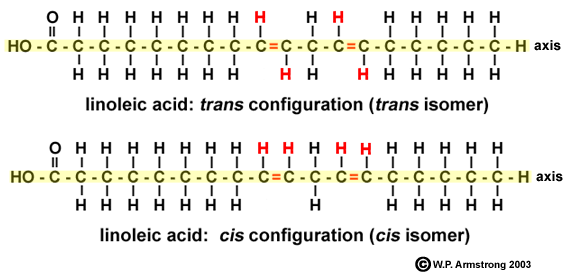 O H H H H H H H H H H H H H H H
HO - C - C - C - C - C - C - C - C - C = C - C - C = C - C - C - C - C - C - H axis
H H H H H H H H H H H H H H H
linoleic acid: trans configuration (trans isomer)
O H H H H H H H H H H H H H H H H H
HO - C - C - C - C - C - C - C - C - C = C - C - C = C - C - C - C - C - C - H axis
H H H H H H H H H H H H H
linoleic acid: cis configuration (cis isomer)
© W.P. Armstrong 2003